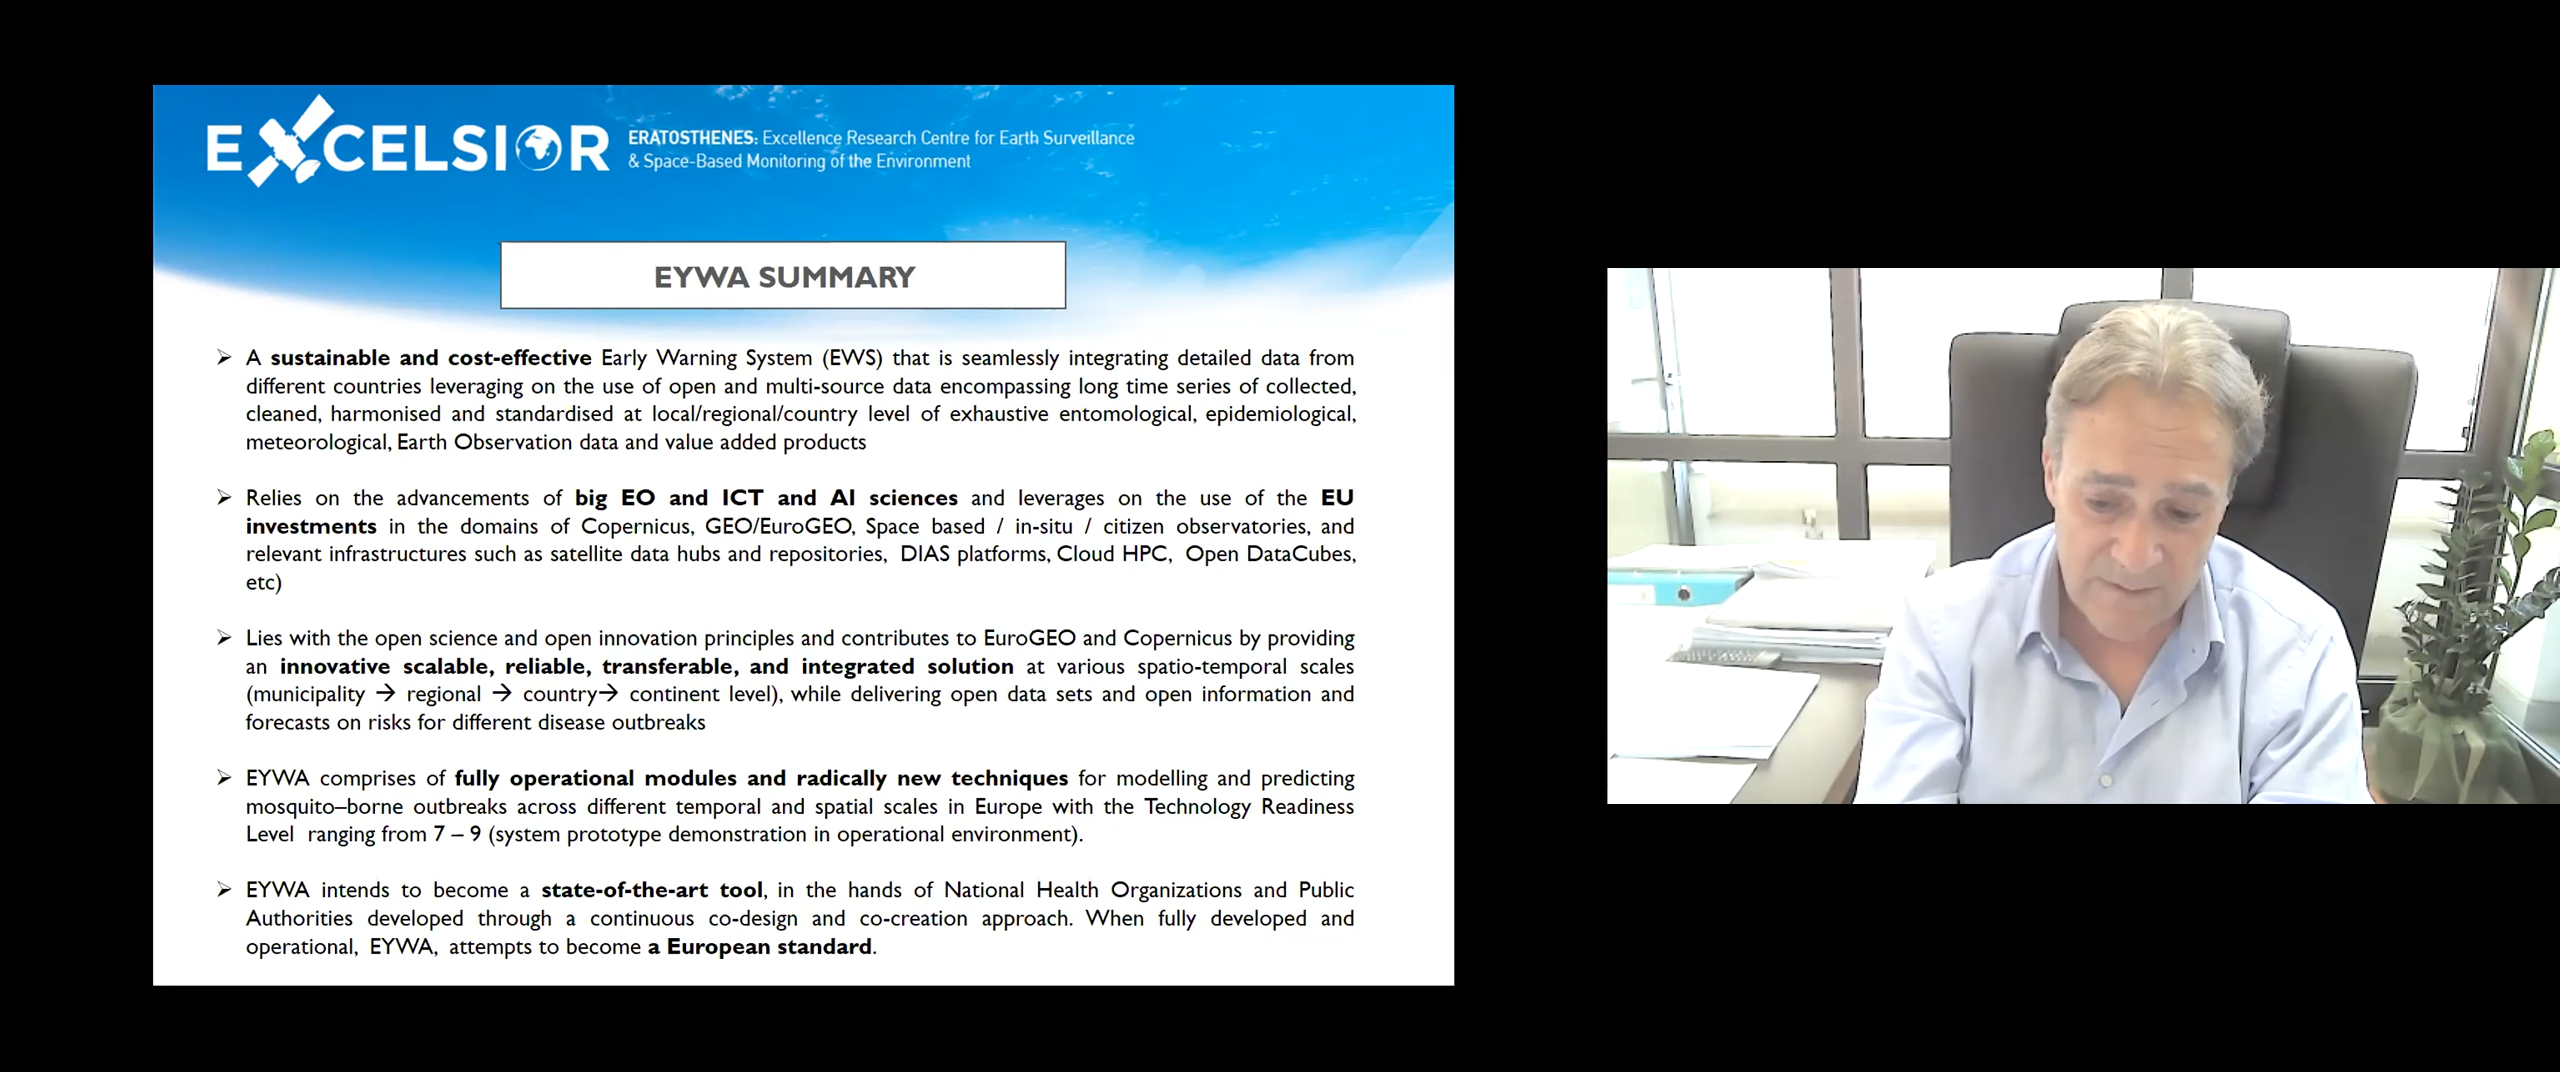 EXCELSIOR
ERATOSTHENES: Excellence Research Centre for Earth Surveillance
& Space-Based Monitoring of the Environment
EYWA SUMMARY
➢ A sustainable and cost-effective Early Warning System (EWS) that is seamlessly integrating detailed data from
different countries leveraging on the use of open and multi-source data encompassing long time series of collected,
cleaned, harmonised and standardised at local/regional/country level of exhaustive entomological, epidemiological,
meteorological, Earth Observation data and value added products
➢ Relies on the advancements of big EO and ICT and AI sciences and leverages on the use of the EU
investments in the domains of Copernicus, GEO/EuroGEO, Space based / in-situ / citizen observatories, and
relevant infrastructures such as satellite data hubs and repositories, DIAS platforms, Cloud HPC, Open DataCubes,
etc)
➢ Lies with the open science and open innovation principles and contributes to EuroGEO and Copernicus by providing
an innovative scalable, reliable, transferable, and integrated solution at various spatio-temporal scales
(municipality → regional → country→ continent level), while delivering open data sets and open information and
forecasts on risks for different disease outbreaks
➢ EYWA comprises of fully operational modules and radically new techniques for modelling and predicting
mosquito–borne outbreaks across different temporal and spatial scales in Europe with the Technology Readiness
Level ranging from 7 – 9 (system prototype demonstration in operational environment).
➢ EYWA intends to become a state-of-the-art tool, in the hands of National Health Organizations and Public
Authorities developed through a continuous co-design and co-creation approach. When fully developed and
operational, EYWA, attempts to become a European standard.